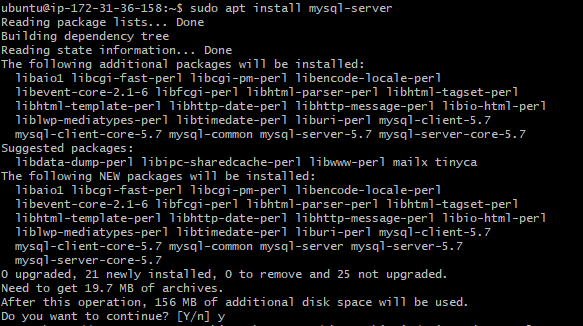 ubuntu@ip-172-31-36-158:~$ sudo apt install mysql-server
Reading package lists... Done
Building dependency tree
Reading state information... Done
The following additional packages will be installed:
  libaio1 libcgi-fast-perl libcgi-pm-perl libencode-locale-perl
  libevent-core-2.1-6 libfcgi-perl libhtml-parser-perl libhtml-tagset-perl
  libhtml-template-perl libhttp-date-perl libhttp-message-perl libio-html-perl
  liblwp-mediatypes-perl libtimedate-perl liburi-perl mysql-client-5.7
  mysql-client-core-5.7 mysql-common mysql-server-5.7 mysql-server-core-5.7
Suggested packages:
  libdata-dump-perl libipc-sharedcache-perl libwww-perl mailx tinyca
The following NEW packages will be installed:
  libaio1 libcgi-fast-perl libcgi-pm-perl libencode-locale-perl
  libevent-core-2.1-6 libfcgi-perl libhtml-parser-perl libhtml-tagset-perl
  libhtml-template-perl libhttp-date-perl libhttp-message-perl libio-html-perl
  liblwp-mediatypes-perl libtimedate-perl liburi-perl mysql-client-5.7
  mysql-client-core-5.7 mysql-common mysql-server mysql-server-5.7
  mysql-server-core-5.7
0 upgraded, 21 newly installed, 0 to remove and 25 not upgraded.
Need to get 19.7 MB of archives.
After this operation, 156 MB of additional disk space will be used.
Do you want to continue? [Y/n] y